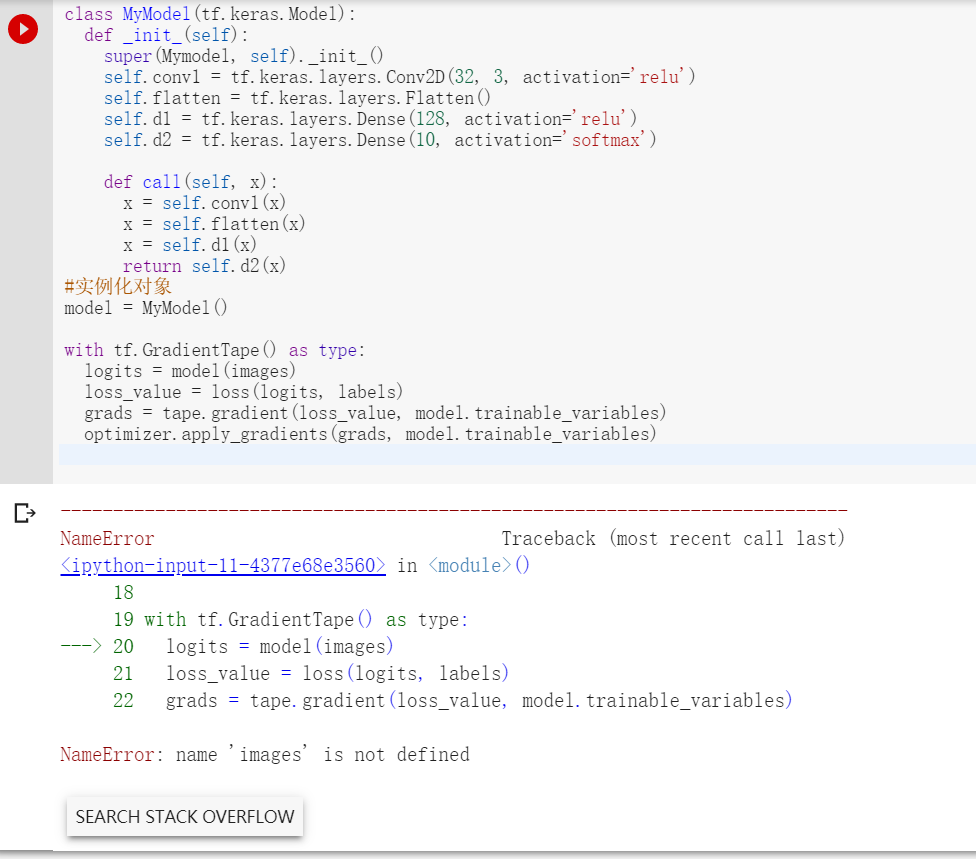 class MyModel(tf.keras.Model):
  def _init_(self):
    super(Mymodel, self)._init_()
    self.conv1 = tf.keras.layers.Conv2D(32, 3, activation='relu')
    self.flatten = tf.keras.layers.Flatten()
    self.d1 = tf.keras.layers.Dense(128, activation='relu')
    self.d2 = tf.keras.layers.Dense(10, activation='softmax')

    def call(self, x):
      x = self.conv1(x)
      x = self.flatten(x)
      x = self.d1(x)
      return self.d2(x)
#实例化对象
model = MyModel()

with tf.GradientTape() as type:
  logits = model(images)
  loss_value = loss(logits, labels)
  grads = tape.gradient(loss_value, model.trainable_variables)
  optimizer.apply_gradients(grads, model.trainable_variables)

---------------------------------------------------------------------------
NameError                                 Traceback (most recent call last)
<ipython-input-11-4377e68e3560> in <module>()
     18
     19 with tf.GradientTape() as type:
---> 20   logits = model(images)
     21   loss_value = loss(logits, labels)
     22   grads = tape.gradient(loss_value, model.trainable_variables)

NameError: name 'images' is not defined

SEARCH STACK OVERFLOW